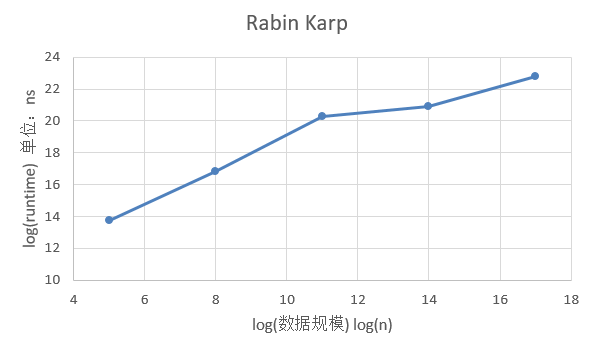 Rabin Karp
24
22
20
18
16
14
12
10
log(runtime) 单位：ns
4 6 8 10 12 14 16 18
log(数据规模) log(n)